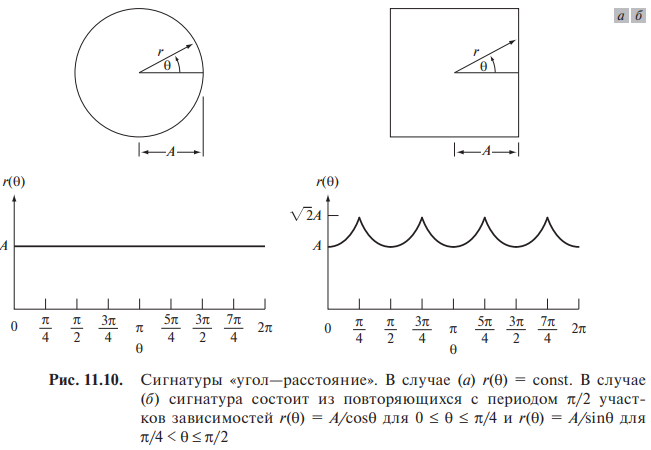 а б
r
θ
A
r
θ
A
r(θ)
A
0 π/4 π/2 3π/4 π 5π/4 3π/2 7π/4 2π
θ
r(θ)
√2A
A
0 π/4 π/2 3π/4 π 5π/4 3π/2 7π/4 2π
θ
Рис. 11.10. Сигнатуры «угол—расстояние». В случае (а) r(θ) = const. В случае
(б) сигнатура состоит из повторяющихся с периодом π/2 участ-
ков зависимостей r(θ) = A/cosθ для 0 ≤ θ ≤ π/4 и r(θ) = A/sinθ для
π/4 < θ ≤ π/2